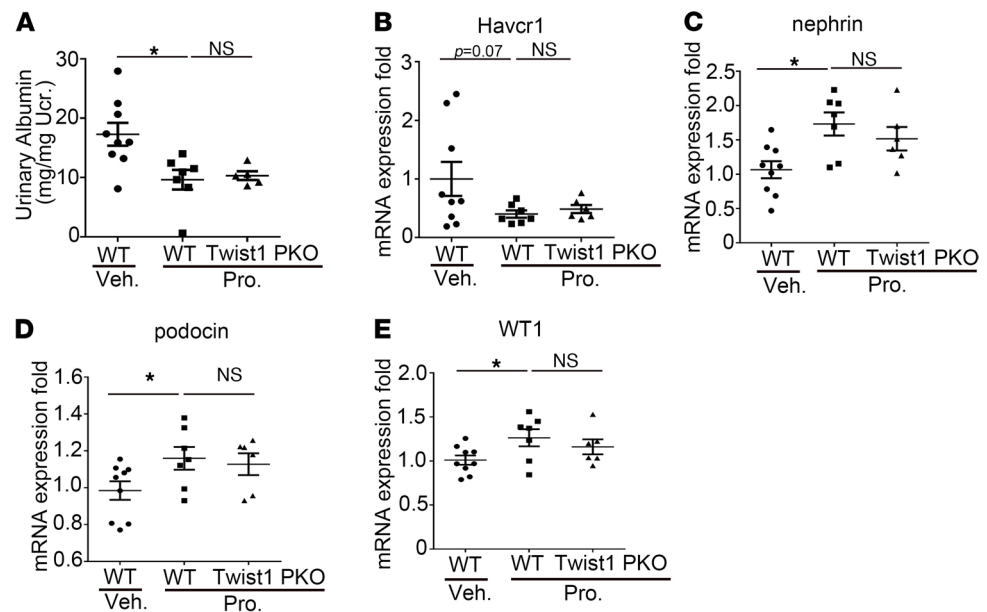 A
Urinary Albumin
(mg/mg Ucr.)
30
20
10
0
*
NS
WT
WT
Twist1 PKO
Veh.
Pro.
B
Havcr1
mRNA expression fold
3
2
1
0
p=0.07
NS
WT
WT
Twist1 PKO
Veh.
Pro.
C
nephrin
mRNA expression fold
2.5
2.0
1.5
1.0
0.5
0
*
NS
WT
WT
Twist1 PKO
Veh.
Pro.
D
podocin
mRNA expression fold
1.6
1.4
1.2
1.0
0.8
0.6
*
NS
WT
WT
Twist1 PKO
Veh.
Pro.
E
WT1
mRNA expression fold
2.0
1.5
1.0
0.5
0
*
NS
WT
WT
Twist1 PKO
Veh.
Pro.